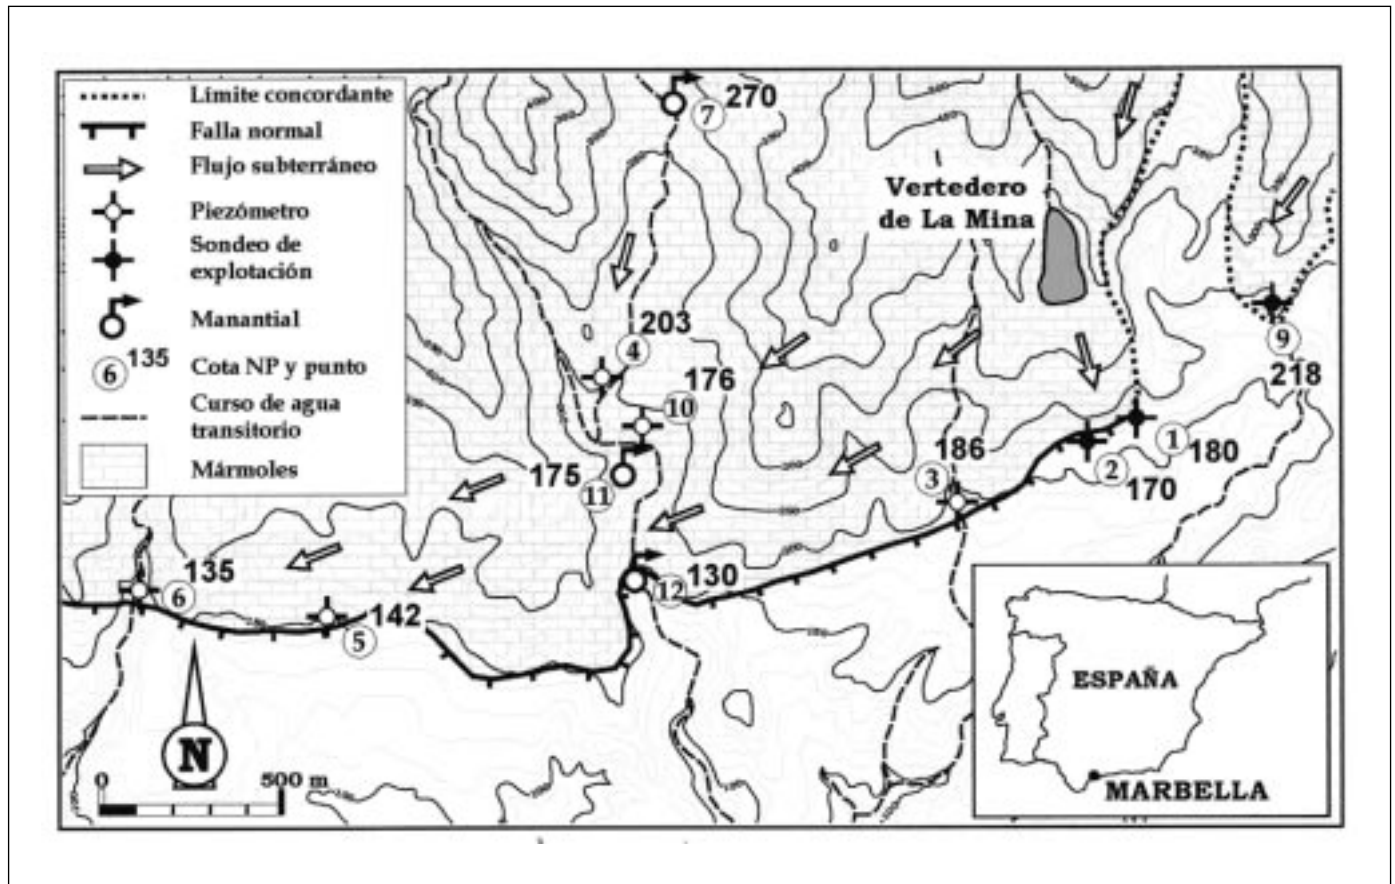 Límite concordante
Falla normal
Flujo subterráneo
Piezómetro
Sondeo de
explotación
Manantial
6 135
Cota NP y punto
Curso de agua
transitorio
Mármoles
7 270
Vertedero
de La Mina
203
4
176
10
9
218
175
11
186
3
1 180
2 170
135
6
130
12
142
5
N
0 500 m
ESPAÑA
MARBELLA